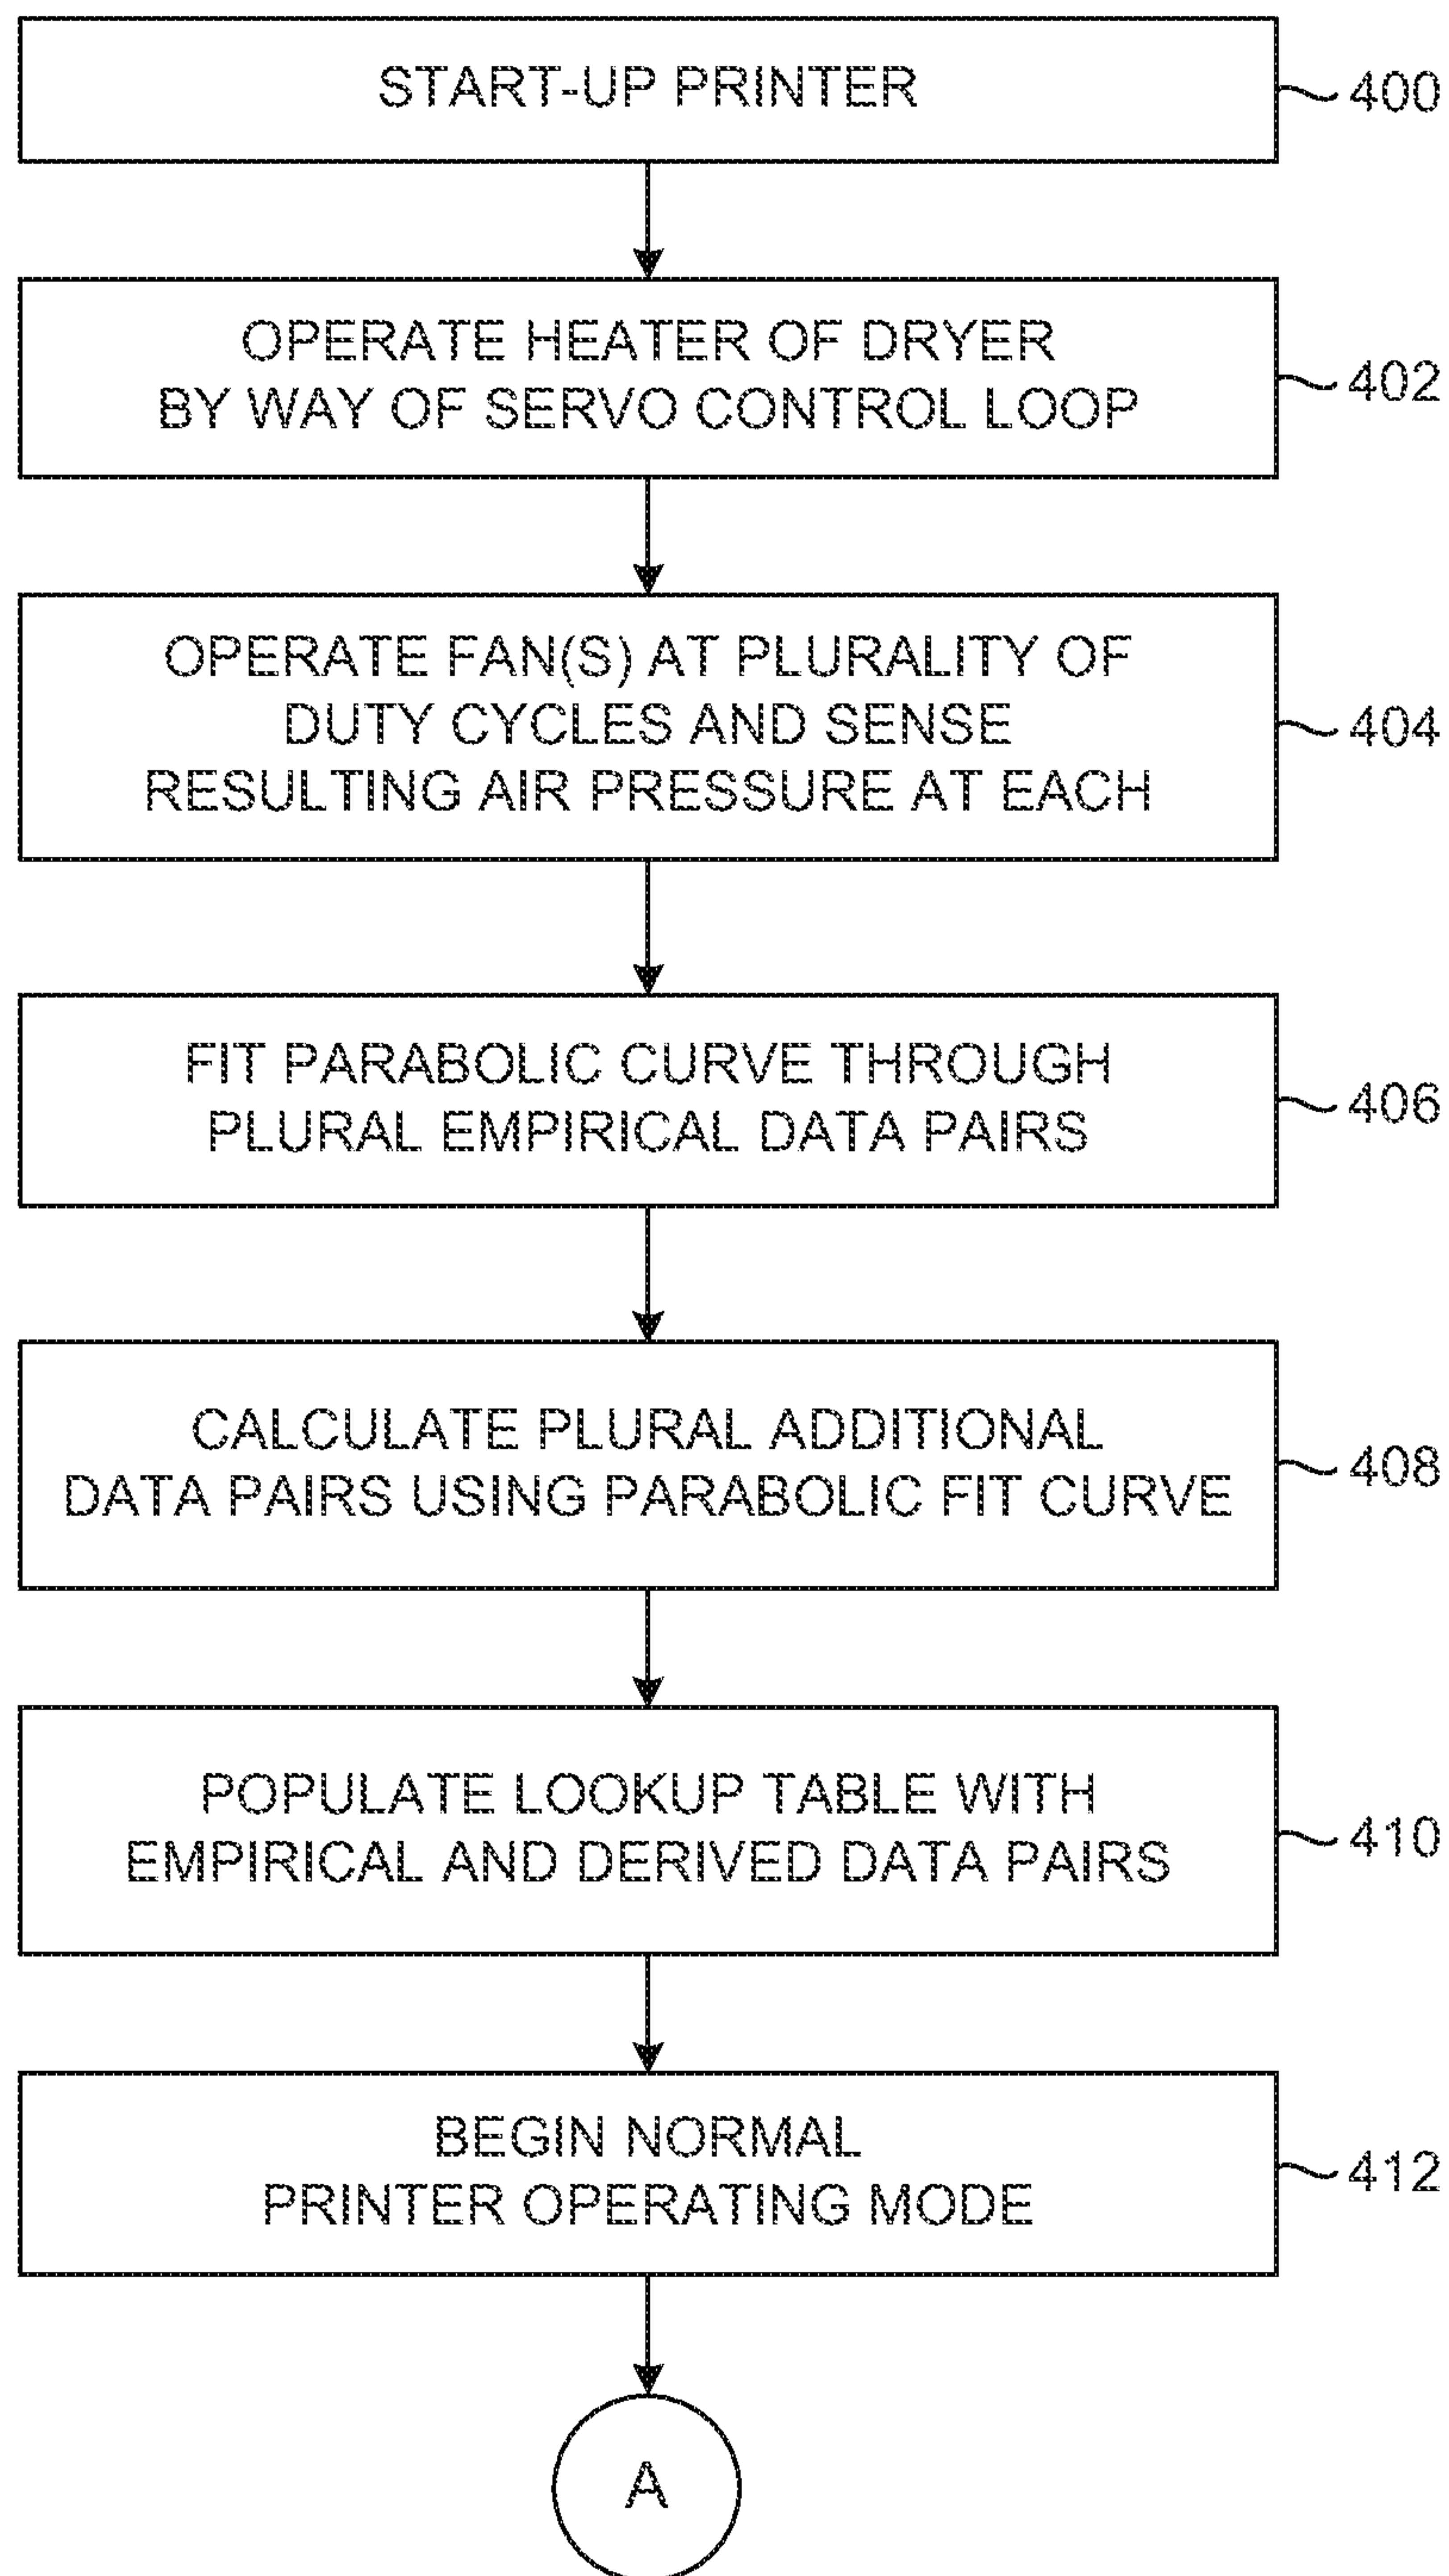 START-UP PRINTER
400
OPERATE HEATER OF DRYER
BY WAY OF SERVO CONTROL LOOP
402
OPERATE FAN(S) AT PLURALITY OF
DUTY CYCLES AND SENSE
RESULTING AIR PRESSURE AT EACH
404
FIT PARABOLIC CURVE THROUGH
PLURAL EMPIRICAL DATA PAIRS
406
CALCULATE PLURAL ADDITIONAL
DATA PAIRS USING PARABOLIC FIT CURVE
408
POPULATE LOOKUP TABLE WITH
EMPIRICAL AND DERIVED DATA PAIRS
410
BEGIN NORMAL
PRINTER OPERATING MODE
412
A